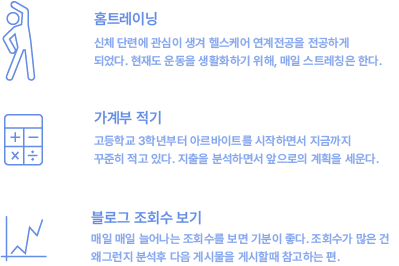 홈트레이닝
신체 단련에 관심이 생겨 헬스케어 연계전공을 전공하게
되었다. 현재도 운동을 생활화하기 위해, 매일 스트레칭은 한다.
가계부 적기
고등학교 3학년부터 아르바이트를 시작하면서 지금까지
꾸준히 적고 있다. 지출을 분석하면서 앞으로의 계획을 세운다.
블로그 조회수 보기
매일 매일 늘어나는 조회수를 보면 기분이 좋다. 조회수가 많은 건
왜그런지 분석후 다음 게시물을 게시할때 참고하는 편.